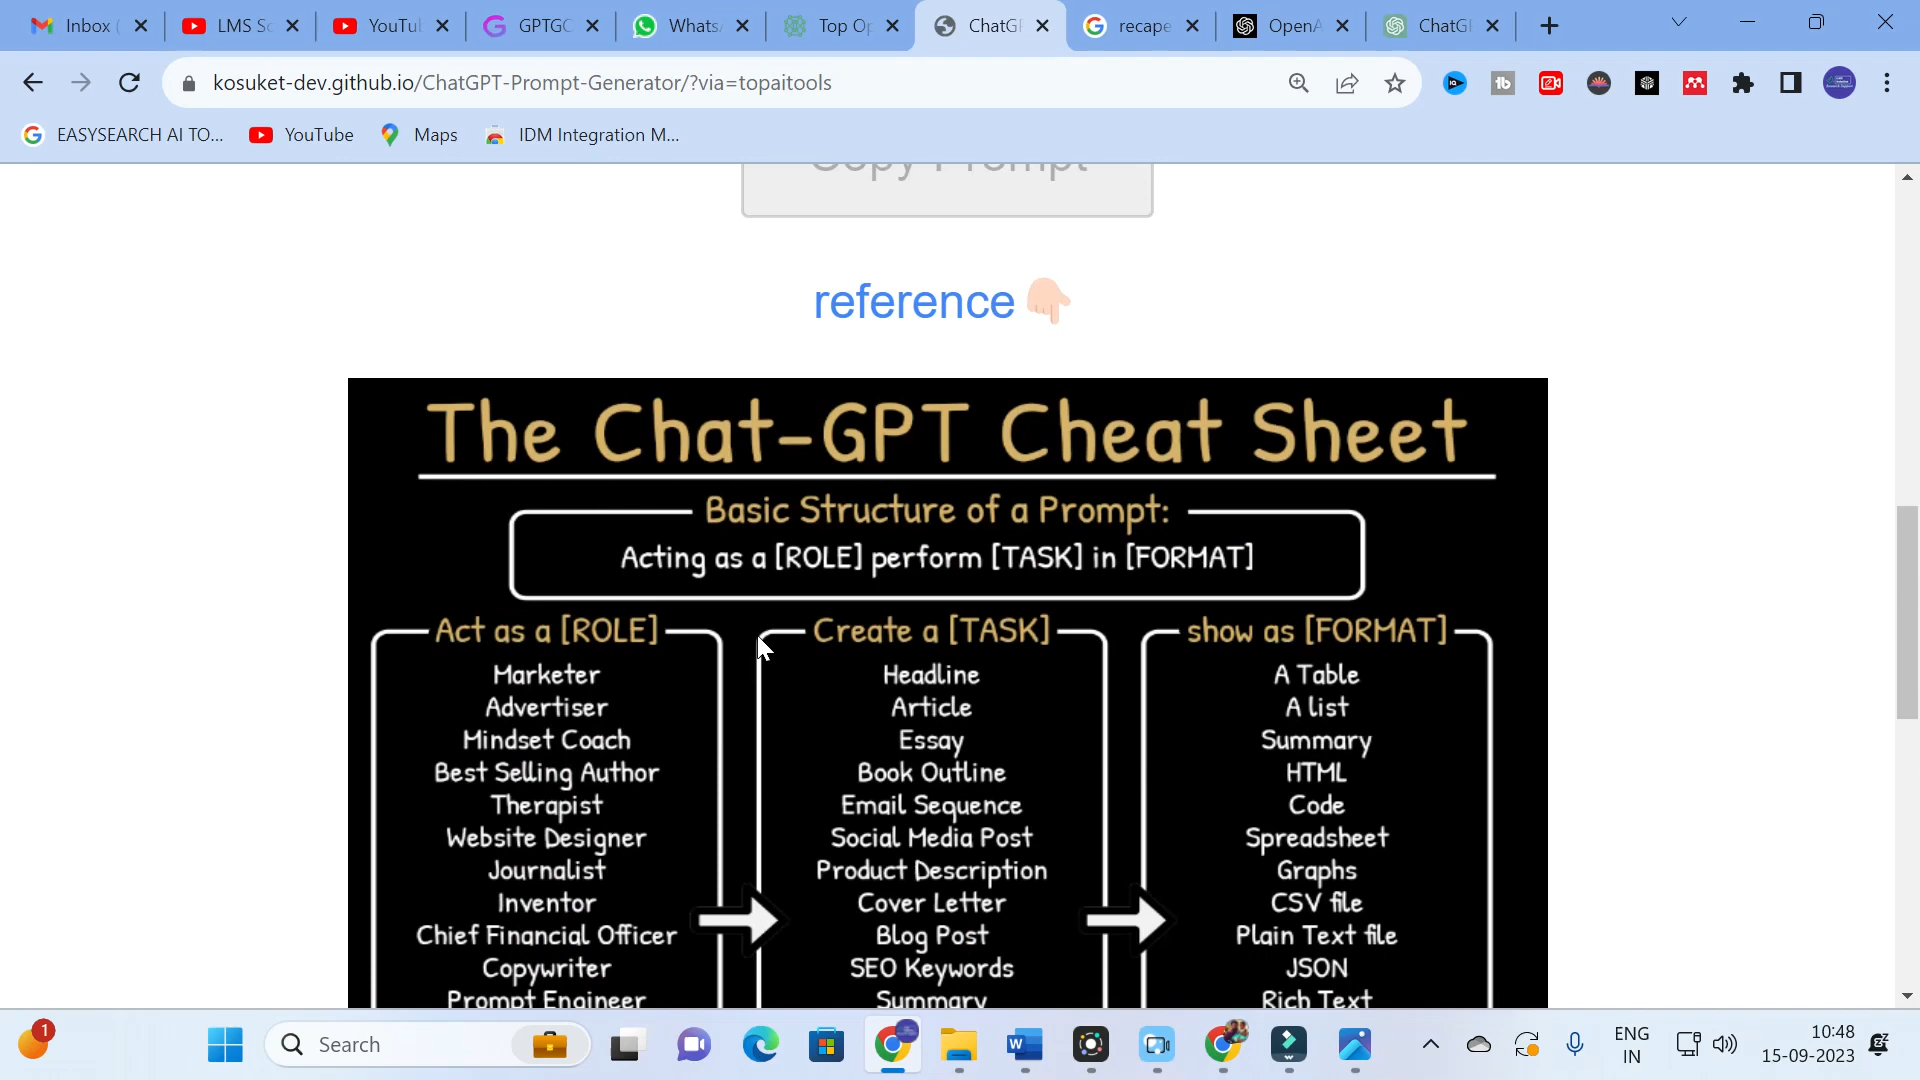 Inbox (
LMS Sc
YouTul
GPTGC
Whats
Top Op
ChatGP
recape
OpenA
ChatGl
kosuket-dev.github.io/ChatGPT-Prompt-Generator/?via=topaitools
EASYSEARCH AI TO...
YouTube
Maps
IDM Integration M...
Copy Prompt
reference👇🏻
The Chat-GPT Cheat Sheet
Basic Structure of a Prompt:
Acting as a [ROLE] perform [TASK] in [FORMAT]
Act as a [ROLE]
Marketer
Advertiser
Mindset Coach
Best Selling Author
Therapist
Website Designer
Journalist
Inventor
Chief Financial Officer
Copywriter
Prompt Engineer
Create a [TASK]
Headline
Article
Essay
Book Outline
Email Sequence
Social Media Post
Product Description
Cover Letter
Blog Post
SEO Keywords
Summary
show as [FORMAT]
A Table
A list
Summary
HTML
Code
Spreadsheet
Graphs
CSV file
Plain Text file
JSON
Rich Text
1
Search
ENG
IN
10:48
15-09-2023